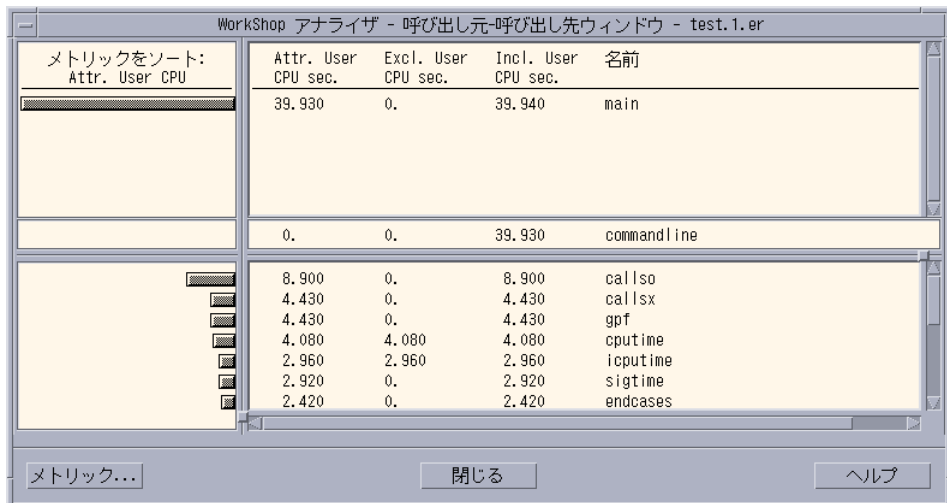 WorkShop アナライザ - 呼び出し元-呼び出し先ウィンドウ - test.1.er
メトリックをソート:
Attr. User CPU
Attr. User Excl. User Incl. User 名前
CPU sec. CPU sec. CPU sec.
39.930 0. 39.940 main
0. 0. 39.930 commandline
8.900 0. 8.900 callso
4.430 0. 4.430 callsx
4.430 0. 4.430 gpf
4.080 4.080 4.080 cputime
2.960 2.960 2.960 icputime
2.920 0. 2.920 sigtime
2.420 0. 2.420 endcases
メトリック... 閉じる ヘルプ